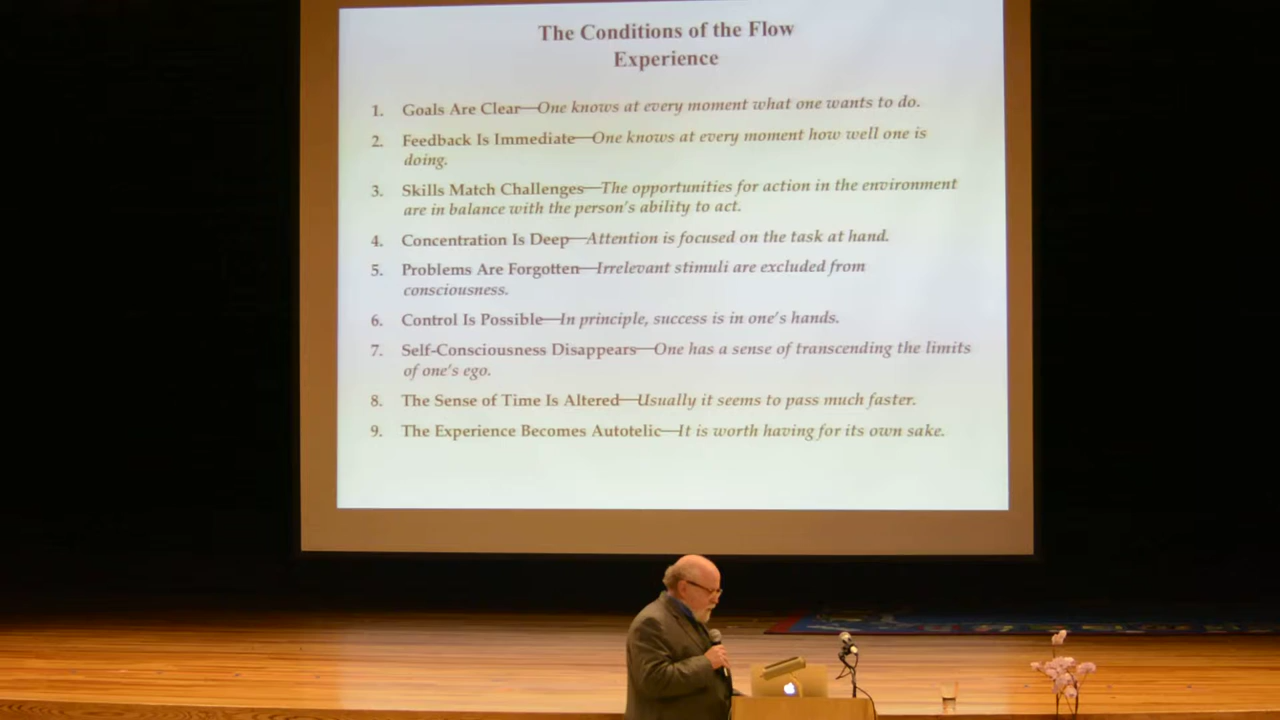 The Conditions of the Flow
Experience
1. Goals Are Clear—One knows at every moment what one wants to do.
2. Feedback Is Immediate—One knows at every moment how well one is
doing.
3. Skills Match Challenges—The opportunities for action in the environment
are in balance with the person's ability to act.
4. Concentration Is Deep—Attention is focused on the task at hand.
5. Problems Are Forgotten—Irrelevant stimuli are excluded from
consciousness.
6. Control Is Possible—In principle, success is in one's hands.
7. Self-Consciousness Disappears—One has a sense of transcending the limits
of one's ego.
8. The Sense of Time Is Altered—Usually it seems to pass much faster.
9. The Experience Becomes Autotelic—It is worth having for its own sake.